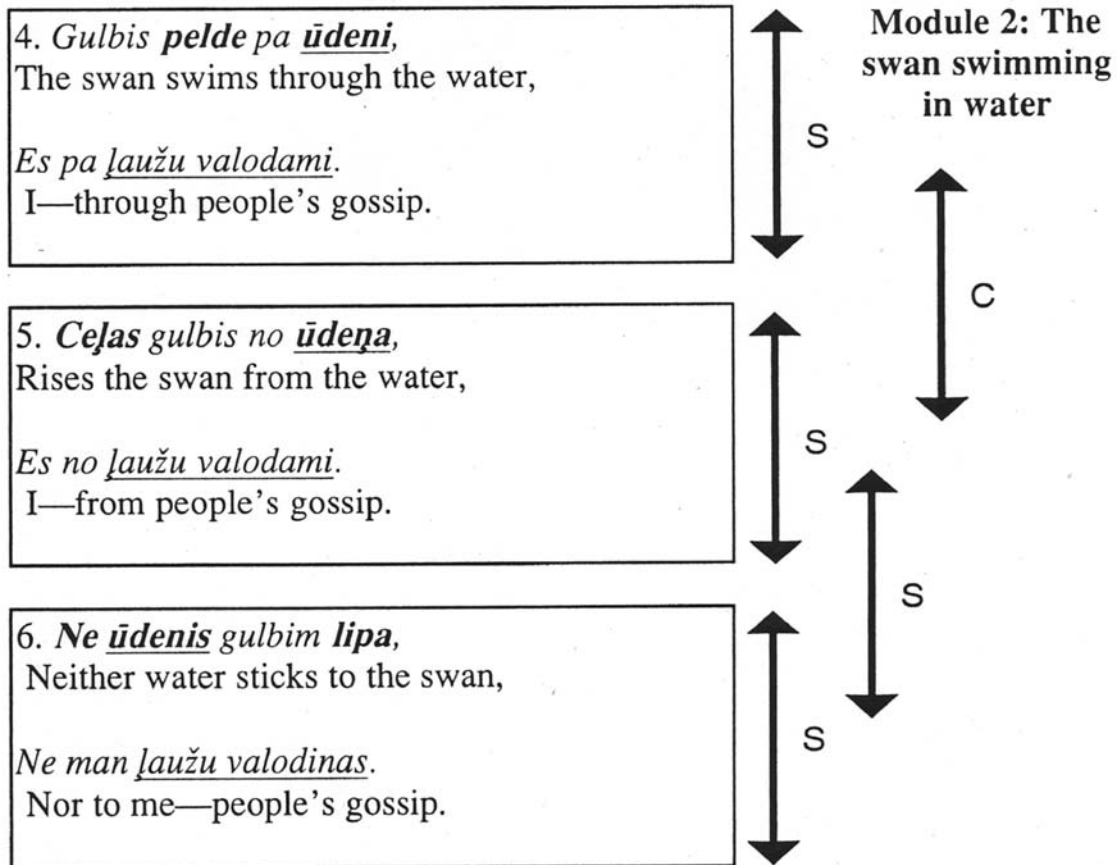 4. Gulbis pelde pa ūdeni,
The swan swims through the water,
Es pa ļaužu valodami.
I—through people's gossip.
S
Module 2: The
swan swimming
in water
C
5. Ceļas gulbis no ūdeņa,
Rises the swan from the water,
Es no ļaužu valodami.
I—from people's gossip.
S
S
6. Ne ūdenis gulbim lipa,
Neither water sticks to the swan,
Ne man ļaužu valodinas.
Nor to me—people's gossip.
S